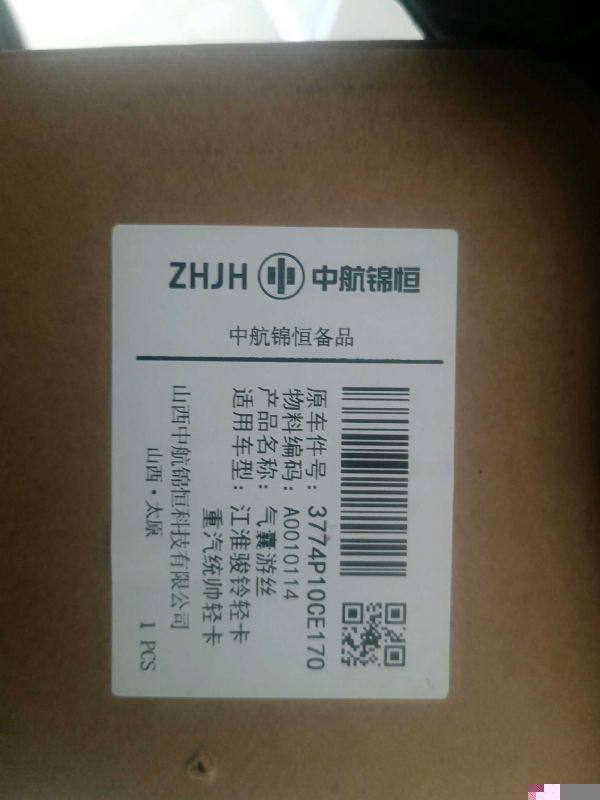 ZHJH 中航锦恒
中航锦恒备品
原车件号：3774P10CE170
物料编码：A0010114
产品名称：气囊游丝
适用车型：江淮骏铃轻卡
重汽统帅轻卡
山西中航锦恒科技有限公司
山西·太原
1 PCS